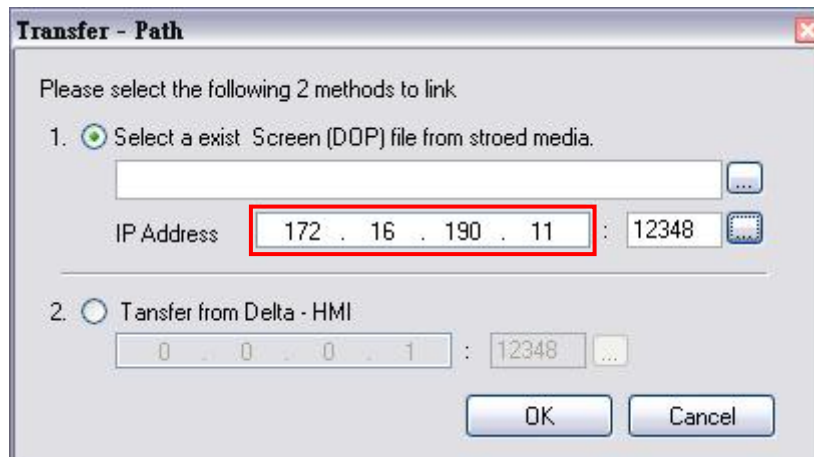 Transfer - Path
Please select the following 2 methods to link
1. Select a exist Screen (DOP) file from stroed media.
...
IP Address 172 . 16 . 190 . 11 : 12348 ...
2. Tansfer from Delta - HMI
0 . 0 . 0 . 1 : 12348 ...
OK Cancel